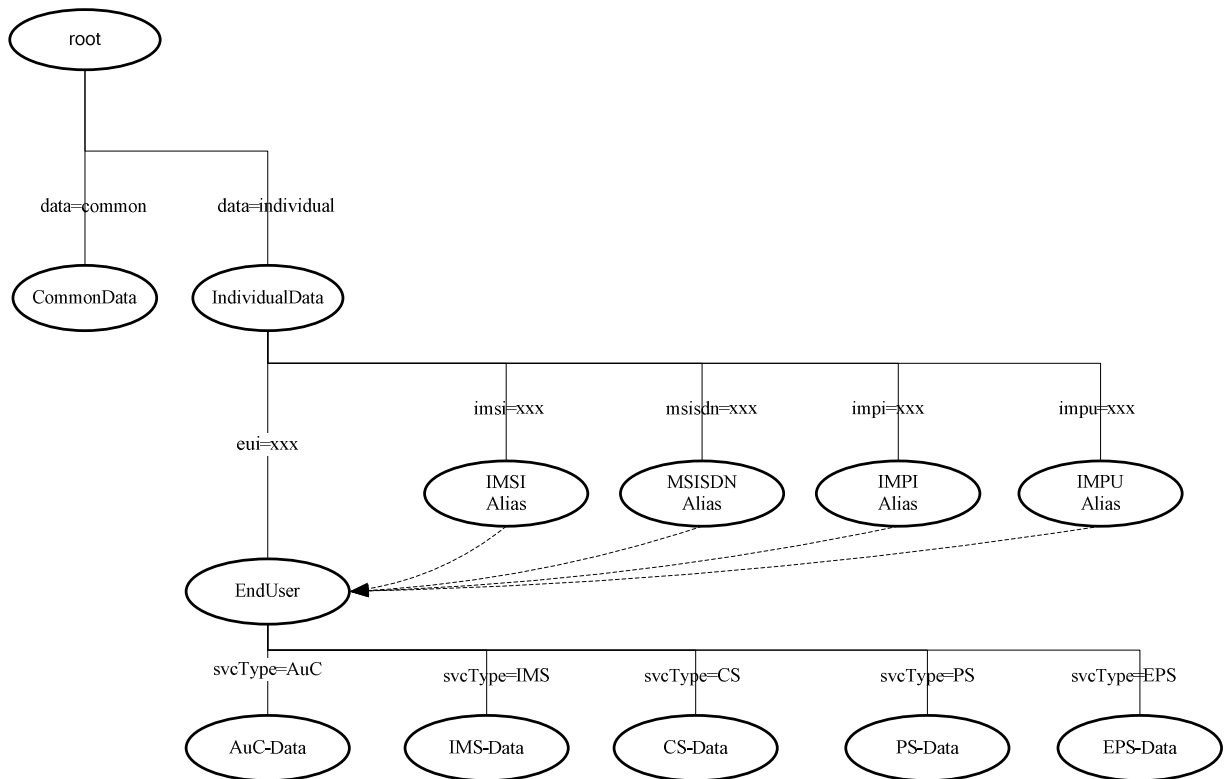 root
data=common
data=individual
CommonData
IndividualData
imsi=xxx
msisdn=xxx
impi=xxx
impu=xxx
eui=xxx
IMSI
Alias
MSISDN
Alias
IMPI
Alias
IMPU
Alias
EndUser
svcType=AuC
svcType=IMS
svcType=CS
svcType=PS
svcType=EPS
AuC-Data
IMS-Data
CS-Data
PS-Data
EPS-Data